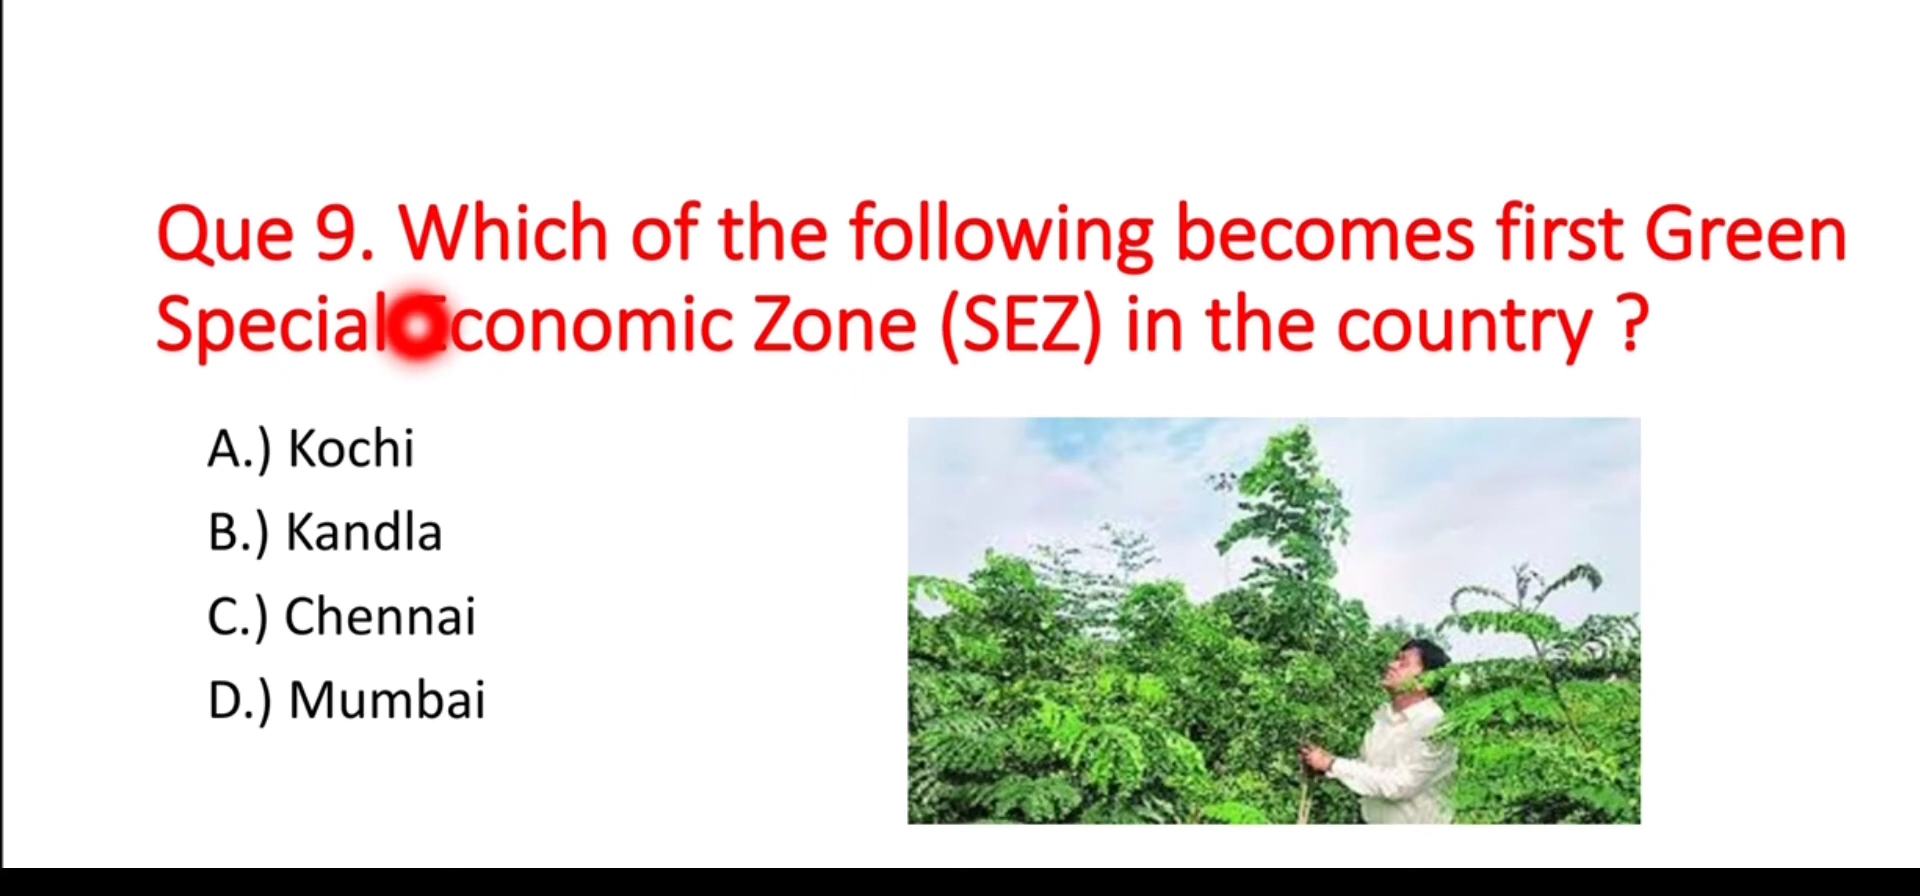 Que 9. Which of the following becomes first Green
Special Economic Zone (SEZ) in the country ?
A.) Kochi
B.) Kandla
C.) Chennai
D.) Mumbai